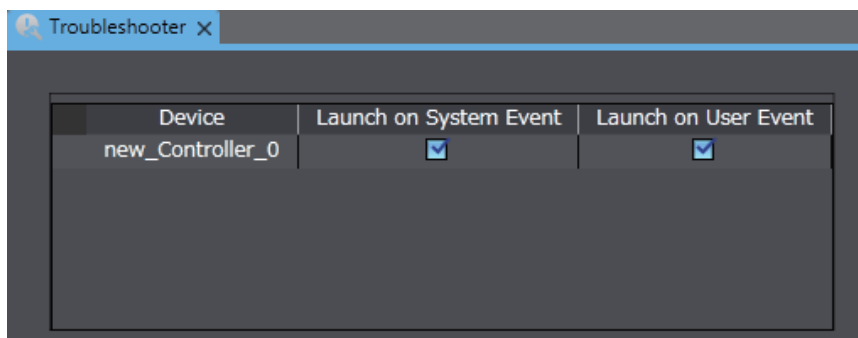 Troubleshooter
Device Launch on System Event Launch on User Event
new_Controller_0